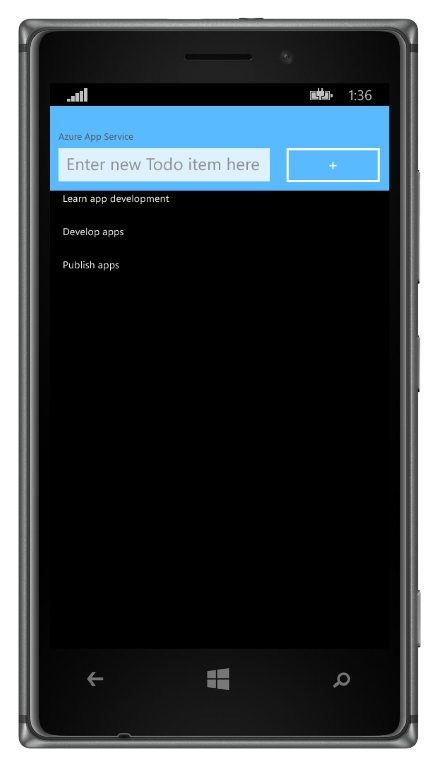 1:36
Azure App Service
Enter new Todo item here
+
Learn app development
Develop apps
Publish apps